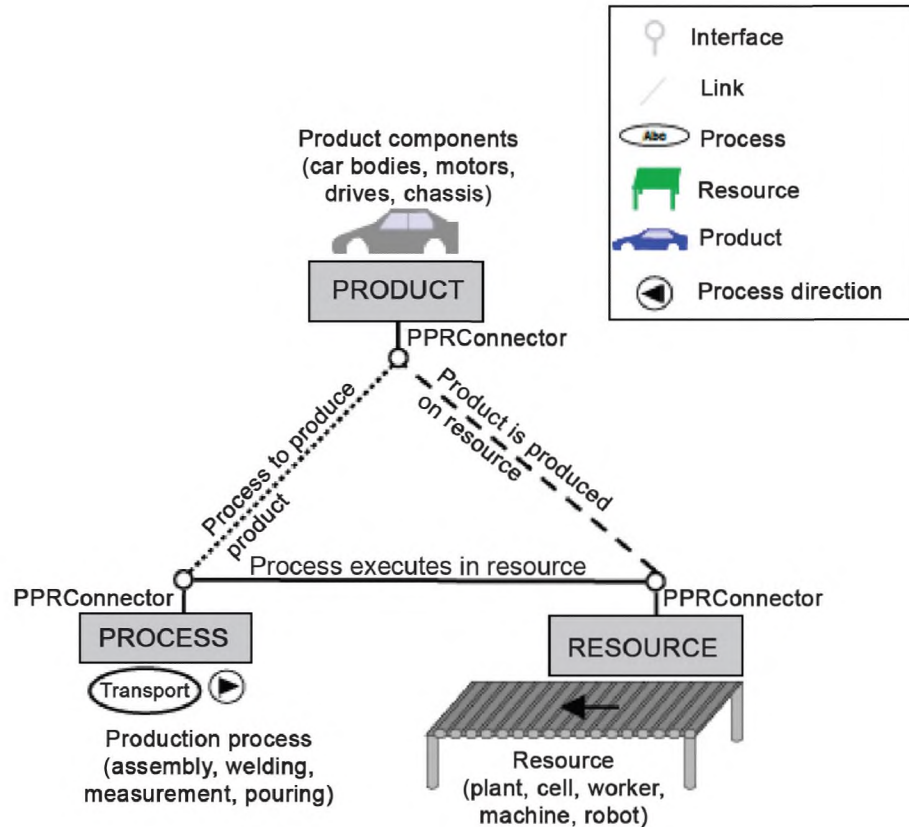 Interface
Link
Abc
Process
Resource
Product
Process direction
Product components
(car bodies, motors,
drives, chassis)
PRODUCT
PPRConnector
Process to produce
product
Product is produced
on resource
Process executes in resource
PPRConnector
PPRConnector
PROCESS
RESOURCE
Transport
Production process
(assembly, welding,
measurement, pouring)
Resource
(plant, cell, worker,
machine, robot)